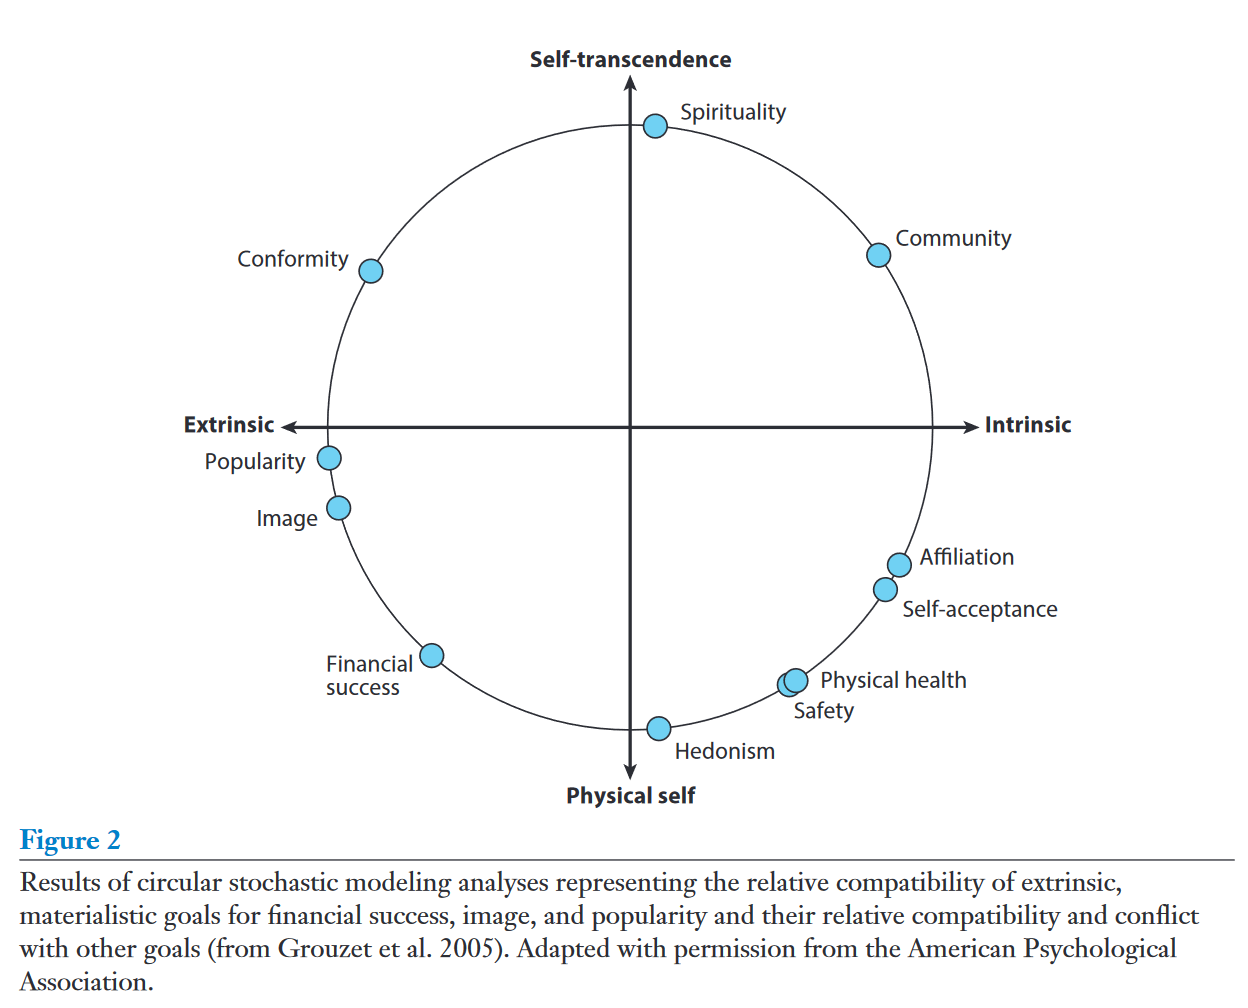 Self-transcendence
Spirituality
Community
Conformity
Extrinsic
Intrinsic
Popularity
Image
Affiliation
Self-acceptance
Financial
success
Physical health
Safety
Hedonism
Physical self
Figure 2
Results of circular stochastic modeling analyses representing the relative compatibility of extrinsic,
materialistic goals for financial success, image, and popularity and their relative compatibility and conflict
with other goals (from Grouzet et al. 2005). Adapted with permission from the American Psychological
Association.